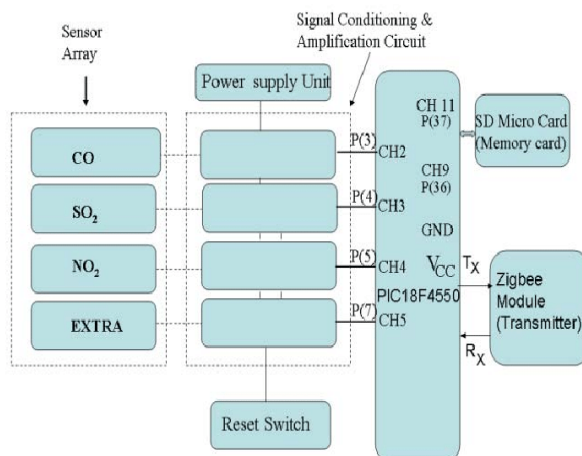 Sensor
Array
Signal Conditioning &
Amplification Circuit
Power supply Unit
CO
SO₂
NO₂
EXTRA
P(3)
CH2
P(4)
CH3
P(5)
CH4
P(7)
CH5
CH 11
P(37)
CH9
P(36)
GND
VCC
PIC18F4550
SD Micro Card
(Memory card)
TX
RX
Zigbee
Module
(Transmitter)
Reset Switch